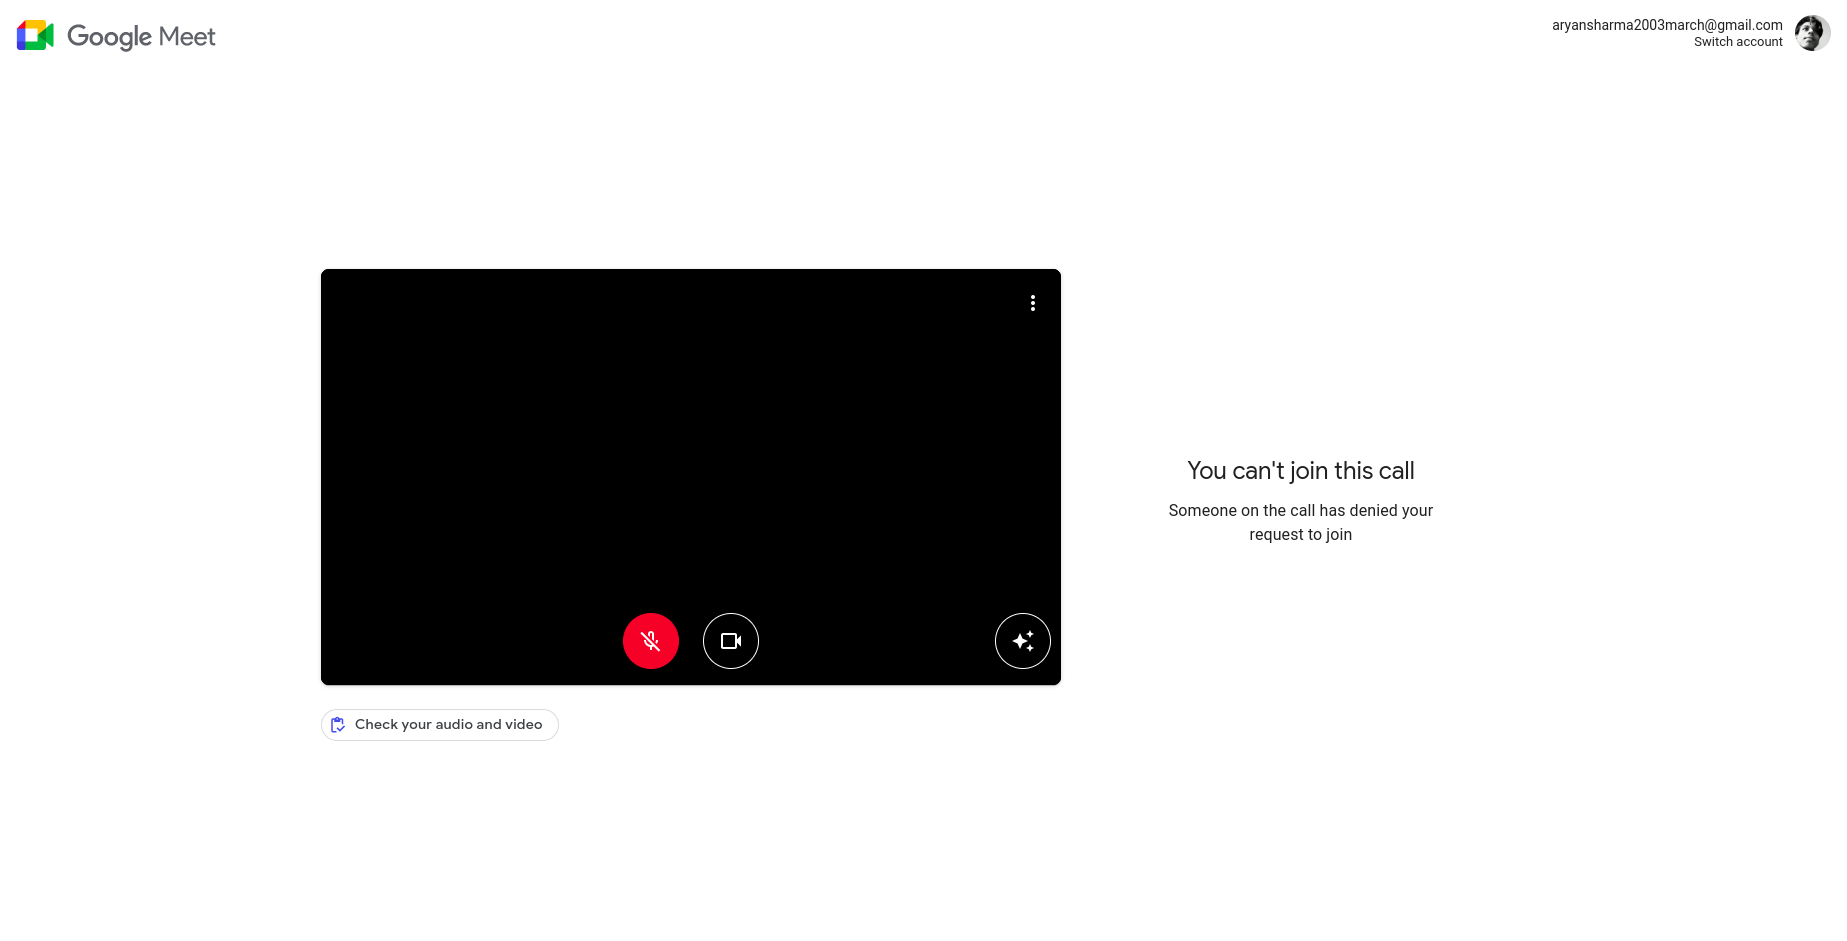 Google Meet
aryansharma2003march@gmail.com
Switch account
You can't join this call
Someone on the call has denied your
request to join
Check your audio and video